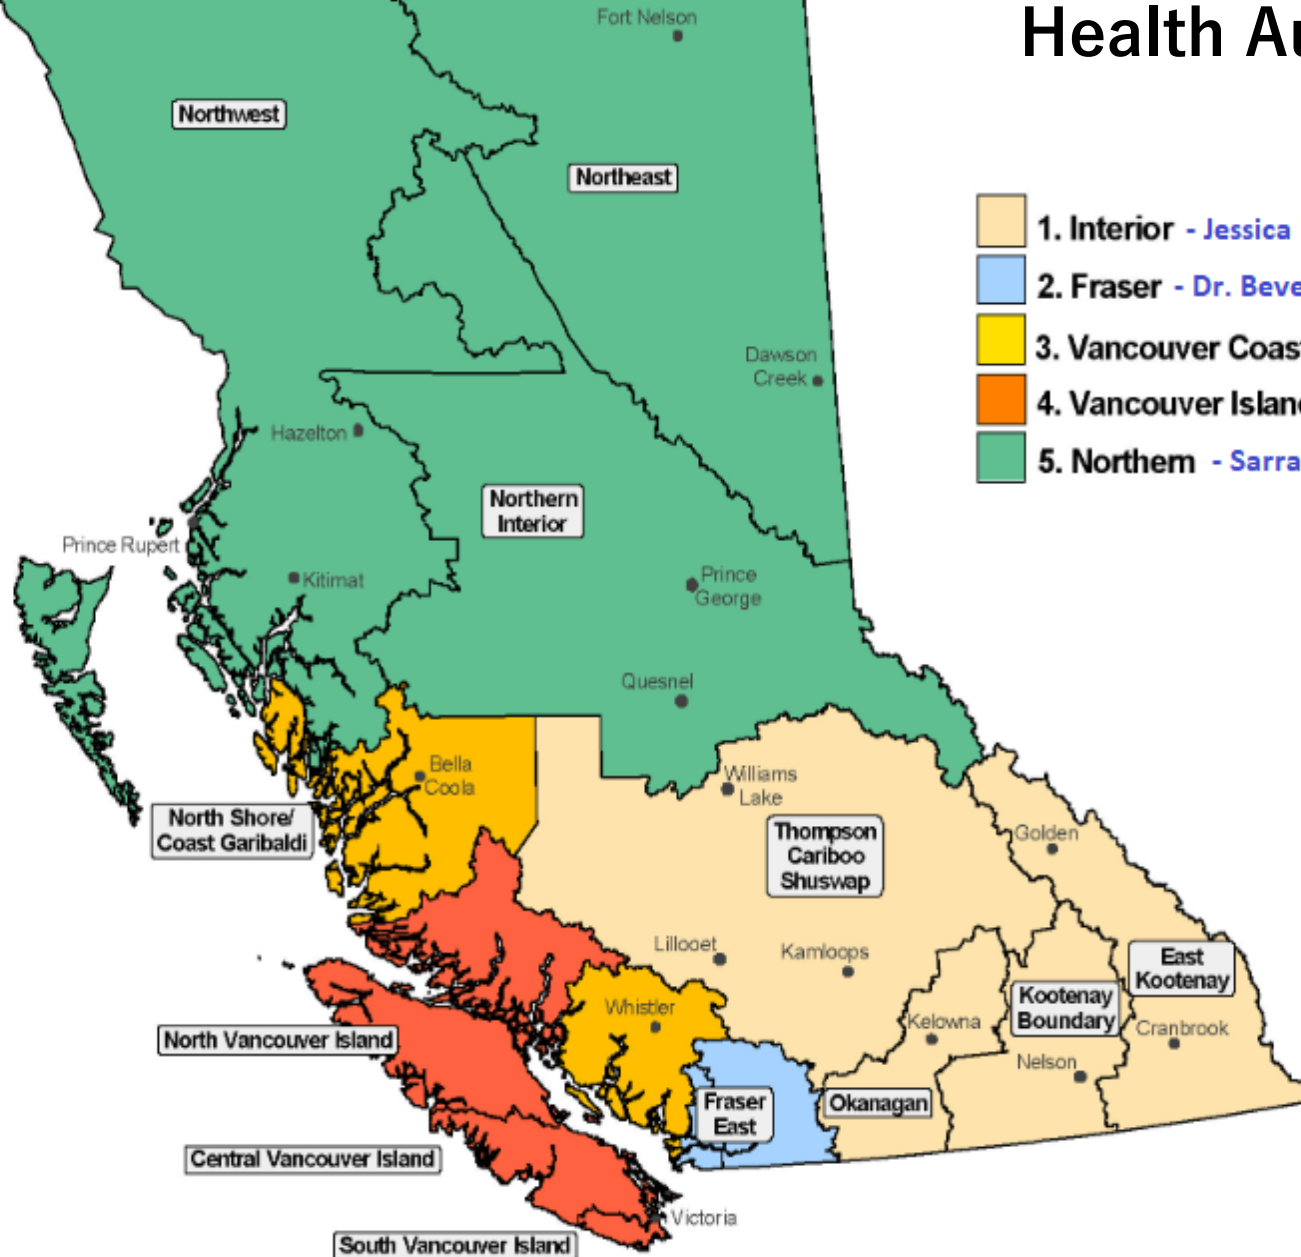 Health Au
Fort Nelson
Northwest
Northeast
1. Interior - Jessica
2. Fraser - Dr. Beve
3. Vancouver Coast
4. Vancouver Island
5. Northern - Sarra
Dawson
Creek
Hazelton
Northern
Interior
Prince Rupert
Kitimat
Prince
George
Quesnel
Bella
Coola
Williams
Lake
North Shore/
Coast Garibaldi
Thompson
Cariboo
Shuswap
Golden
Lillooet
Kamloops
East
Kootenay
Kootenay
Boundary
Whistler
Kelowna
Cranbrook
North Vancouver Island
Nelson
Fraser
East
Okanagan
Central Vancouver Island
Victoria
South Vancouver Island